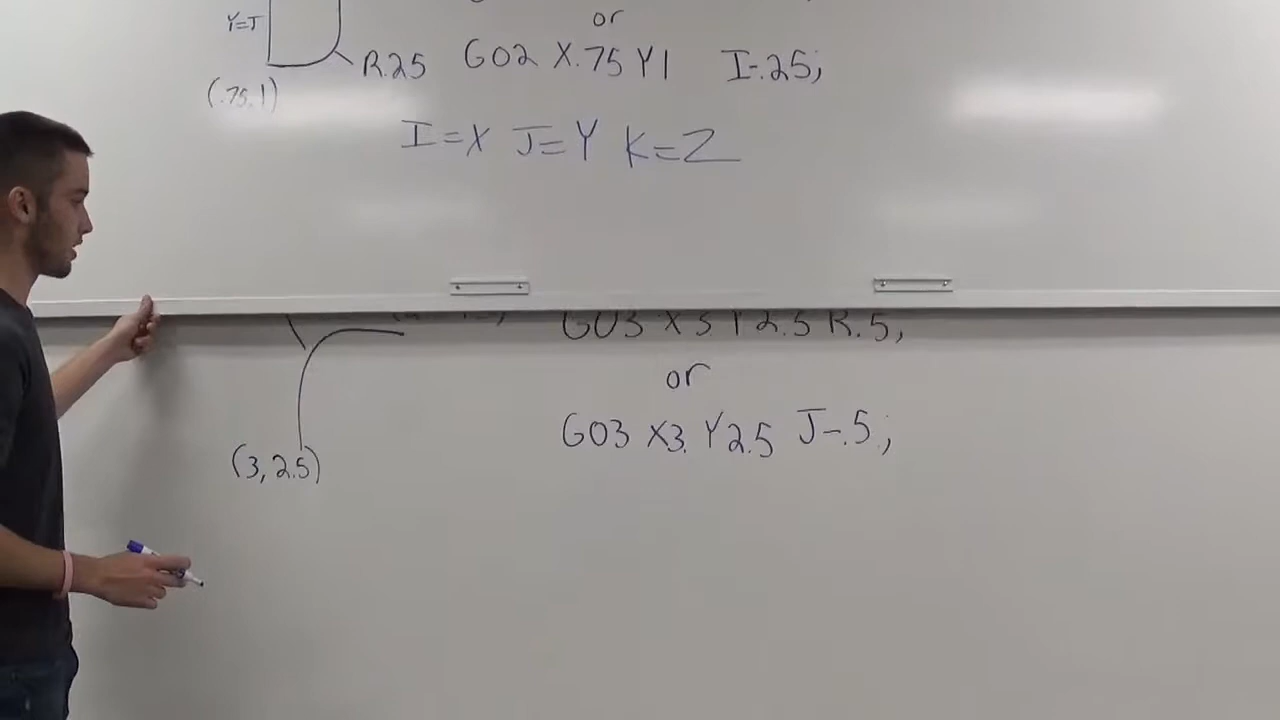 or
Y=J
R.25 G02 X.75 Y1 I-.25;
(.75,1)
I=X J=Y K=Z
G03 X3 Y2.5 R.5;
or
G03 X3. Y2.5 J-.5;
(3,2.5)